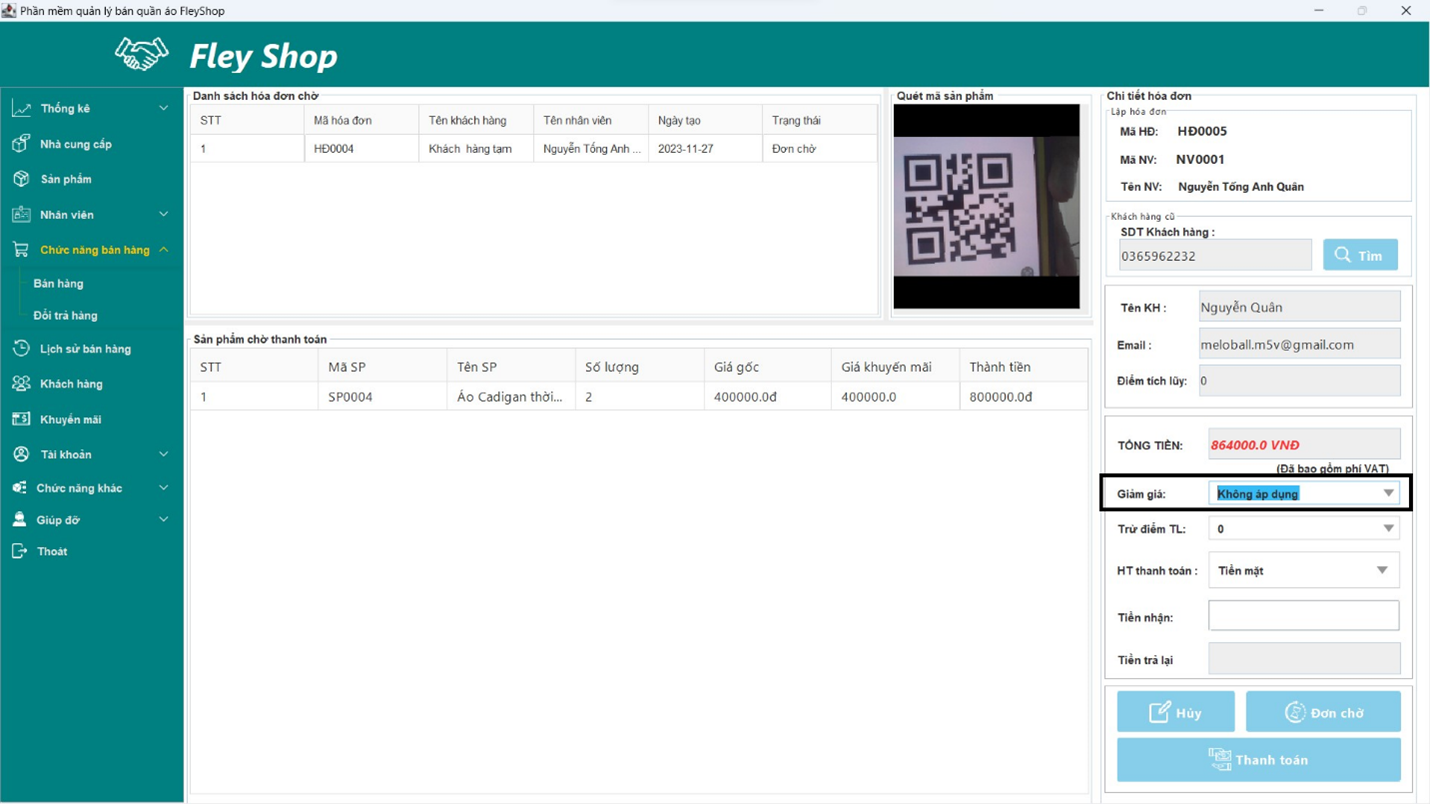 Phần mềm quản lý bán quần áo FleyShop
Fley Shop
Thống kê
Nhà cung cấp
Sản phẩm
Nhân viên
Chức năng bán hàng
Bán hàng
Đổi trả hàng
Lịch sử bán hàng
Khách hàng
Khuyến mãi
Tài khoản
Chức năng khác
Giúp đỡ
Thoát
Danh sách hóa đơn chờ
STT Mã hóa đơn Tên khách hàng Tên nhân viên Ngày tạo Trạng thái
1 HĐ0004 Khách hàng tạm Nguyễn Tống Anh ... 2023-11-27 Đơn chờ
Quét mã sản phẩm
Sản phẩm chờ thanh toán
STT Mã SP Tên SP Số lượng Giá gốc Giá khuyến mãi Thành tiền
1 SP0004 Áo Cadigan thời... 2 400000.0đ 400000.0 800000.0đ
Chi tiết hóa đơn
Lập hóa đơn
Mã HĐ: HĐ0005
Mã NV: NV0001
Tên NV: Nguyễn Tống Anh Quân
Khách hàng cũ
SDT Khách hàng :
0365962232 Tìm
Tên KH : Nguyễn Quân
Email : meloball.m5v@gmail.com
Điểm tích lũy: 0
TỔNG TIỀN: 864000.0 VNĐ
(Đã bao gồm phí VAT)
Giảm giá: Không áp dụng
Trừ điểm TL: 0
HT thanh toán : Tiền mặt
Tiền nhận:
Tiền trả lại
Hủy Đơn chờ
Thanh toán